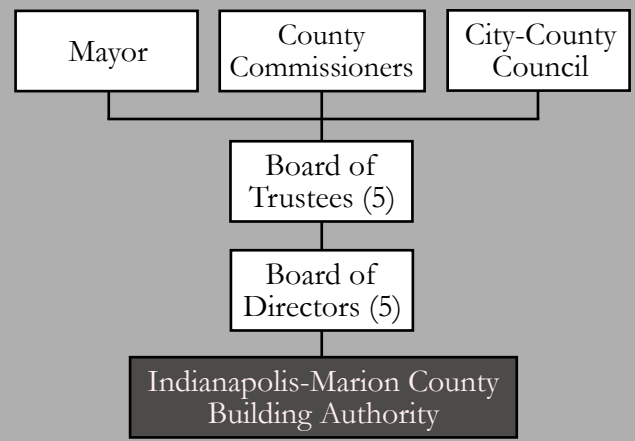 Mayor
County
Commissioners
City-County
Council
Board of
Trustees (5)
Board of
Directors (5)
Indianapolis-Marion County
Building Authority